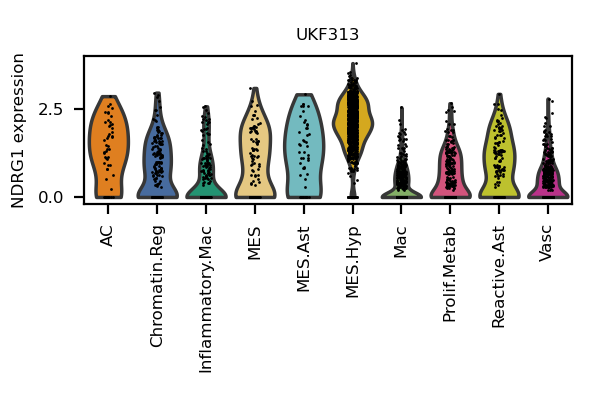 UKF313
NDRG1 expression
2.5
0.0
AC
Chromatin.Reg
Inflammatory.Mac
MES
MES.Ast
MES.Hyp
Mac
Prolif.Metab
Reactive.Ast
Vasc